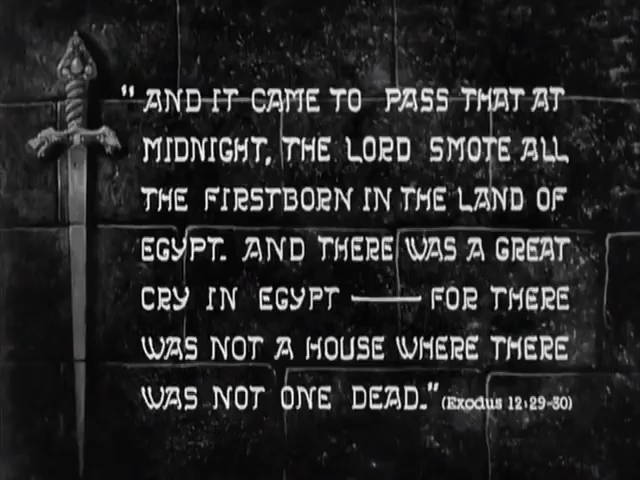 "AND IT CAME TO PASS THAT AT
MIDNIGHT, THE LORD SMOTE ALL
THE FIRSTBORN IN THE LAND OF
EGYPT. AND THERE WAS A GREAT
CRY IN EGYPT — FOR THERE
WAS NOT A HOUSE WHERE THERE
WAS NOT ONE DEAD." (Exodus 12:29-30)